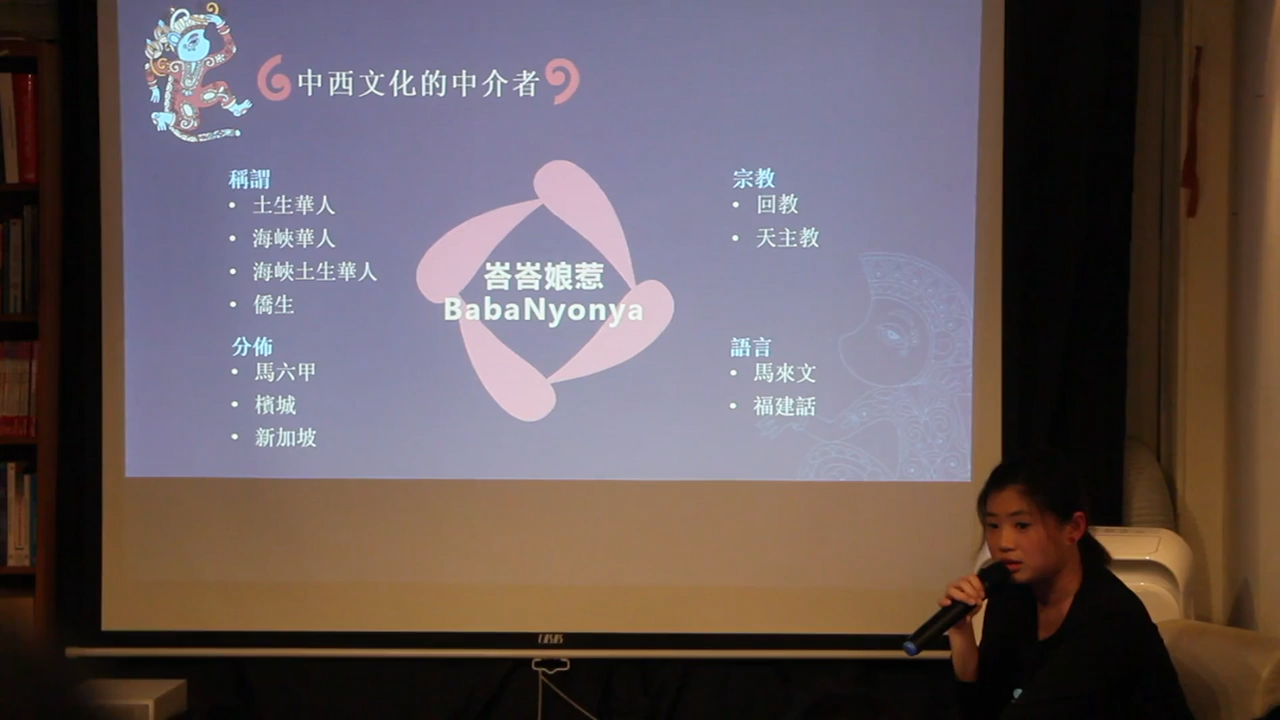 中西文化的中介者
稱謂
• 土生華人
• 海峽華人
• 海峽土生華人
• 僑生
分佈
• 馬六甲
• 檳城
• 新加坡
峇峇娘惹
BabaNyonya
宗教
• 回教
• 天主教
語言
• 馬來文
• 福建話